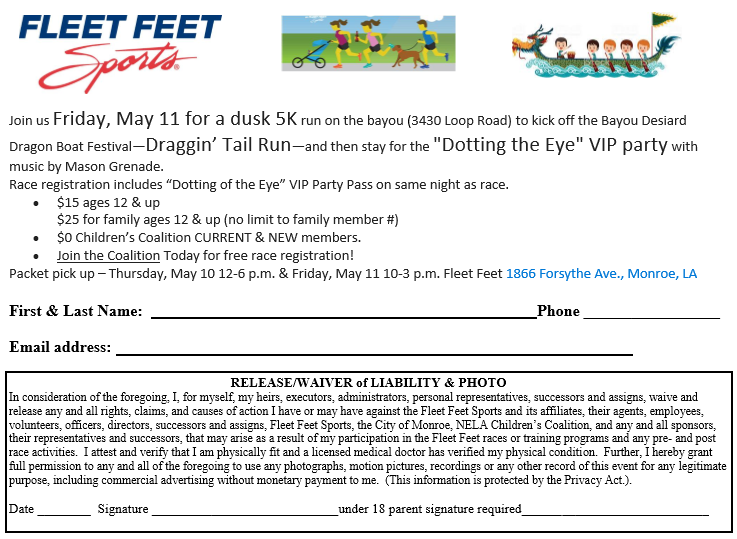 FLEET FEET
Sports
Join us Friday, May 11 for a dusk 5K run on the bayou (3430 Loop Road) to kick off the Bayou Desiard
Dragon Boat Festival—Draggin’ Tail Run—and then stay for the "Dotting the Eye" VIP party with
music by Mason Grenade.
Race registration includes “Dotting of the Eye” VIP Party Pass on same night as race.
• $15 ages 12 & up
$25 for family ages 12 & up (no limit to family member #)
• $0 Children’s Coalition CURRENT & NEW members.
• Join the Coalition Today for free race registration!
Packet pick up – Thursday, May 10 12-6 p.m. & Friday, May 11 10-3 p.m. Fleet Feet 1866 Forsythe Ave., Monroe, LA
First & Last Name: ____________________ Phone ____________________
Email address: ____________________
RELEASE/WAIVER of LIABILITY & PHOTO
In consideration of the foregoing, I, for myself, my heirs, executors, administrators, personal representatives, successors and assigns, waive and
release any and all rights, claims, and causes of action I have or may have against the Fleet Feet Sports and its affiliates, their agents, employees,
volunteers, officers, directors, successors and assigns, Fleet Feet Sports, the City of Monroe, NELA Children’s Coalition, and any and all sponsors,
their representatives and successors, that may arise as a result of my participation in the Fleet Feet races or training programs and any pre- and post
race activities.  I attest and verify that I am physically fit and a licensed medical doctor has verified my physical condition.  Further, I hereby grant
full permission to any and all of the foregoing to use any photographs, motion pictures, recordings or any other record of this event for any legitimate
purpose, including commercial advertising without monetary payment to me.  (This information is protected by the Privacy Act.).
Date ________ Signature ____________________under 18 parent signature required____________________